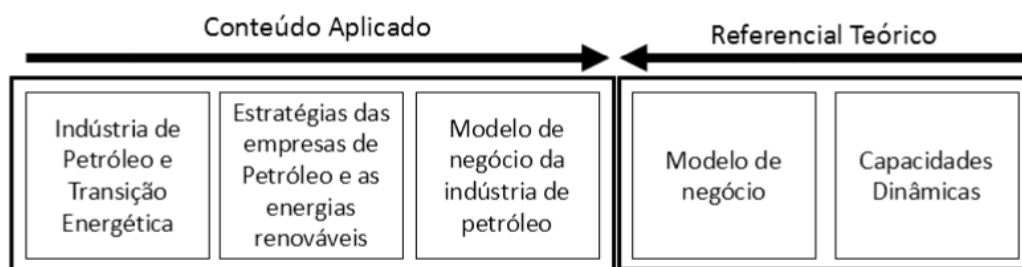 Conteúdo Aplicado
Referencial Teórico
Indústria de
Petróleo e
Transição
Energética
Estratégias das
empresas de
Petróleo e as
energias
renováveis
Modelo de
negócio da
indústria de
petróleo
Modelo de
negócio
Capacidades
Dinâmicas